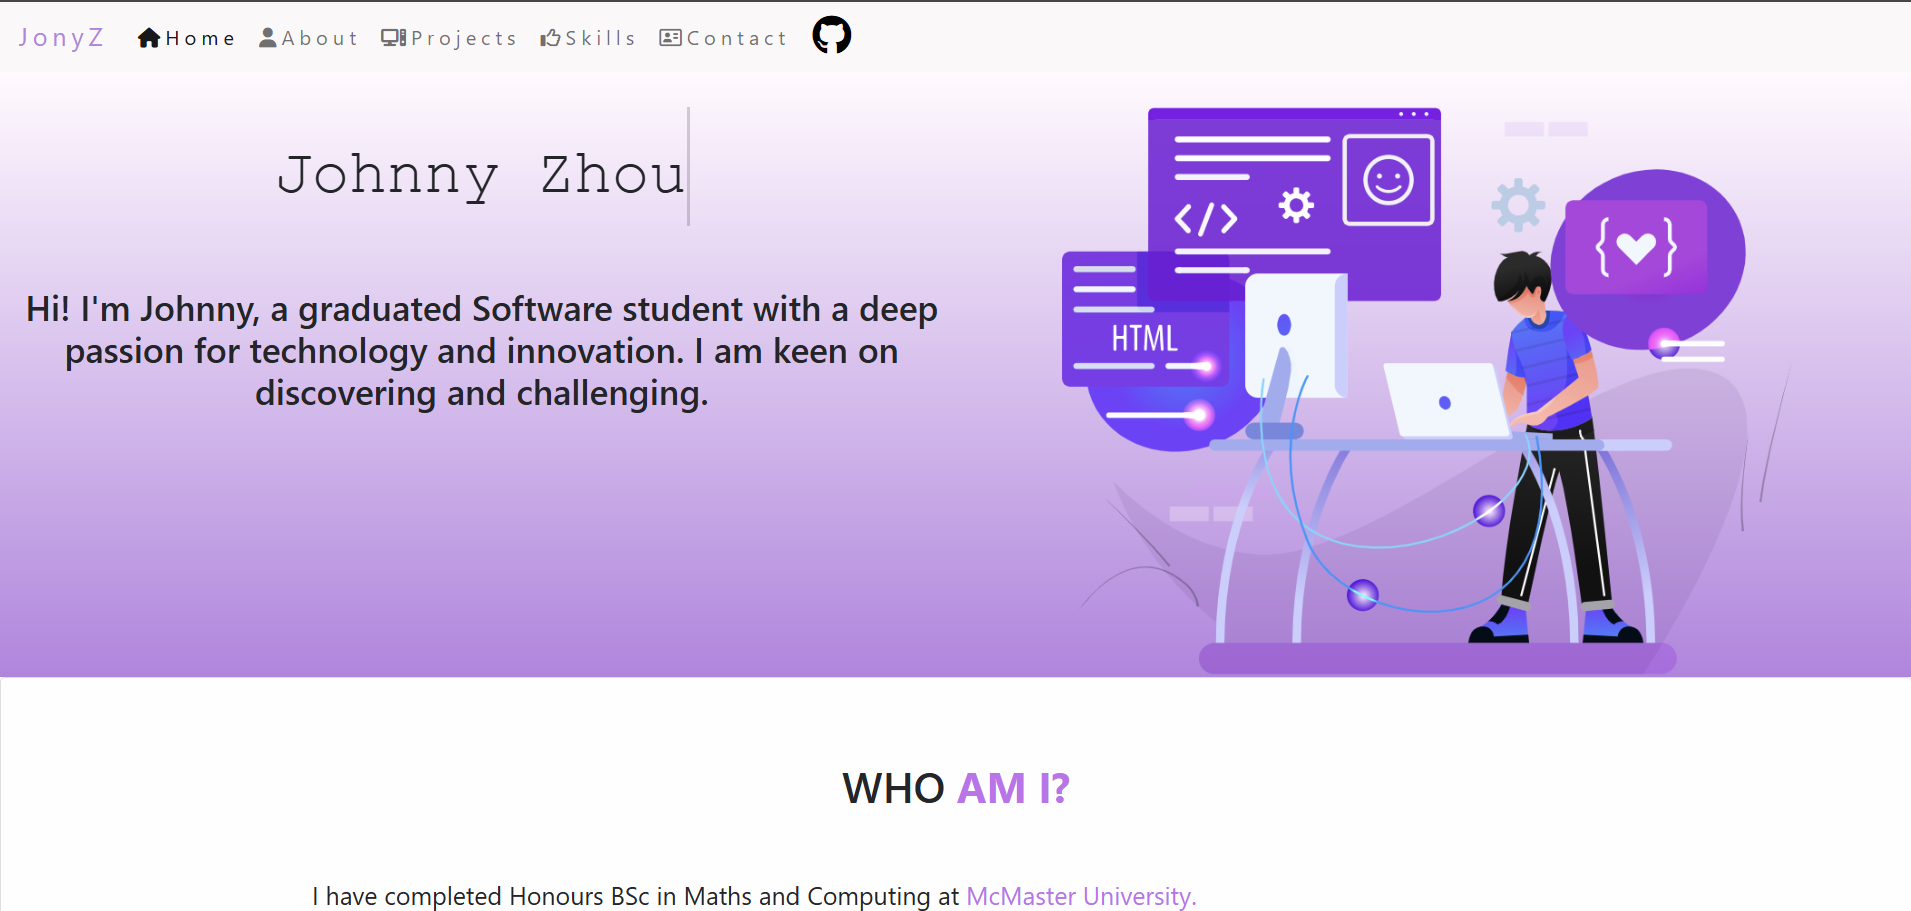 JonyZ Home About Projects Skills Contact
Johnny Zhou
Hi! I'm Johnny, a graduated Software student with a deep
passion for technology and innovation. I am keen on
discovering and challenging.
</>
HTML
{ }
WHO AM I?
I have completed Honours BSc in Maths and Computing at McMaster University.